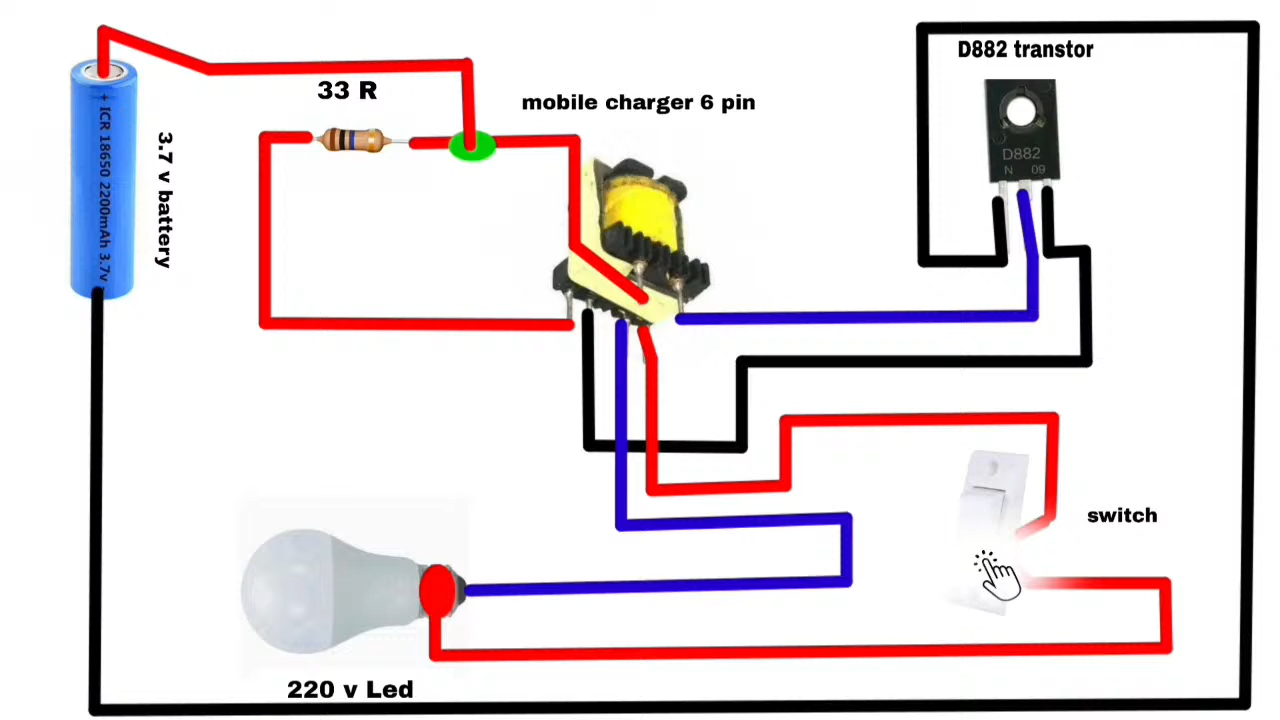 D882 transtor
33 R
mobile charger 6 pin
+ ICR 18650 2200mAh 3.7v
3.7 v battery
D882
N 09
switch
220 v Led